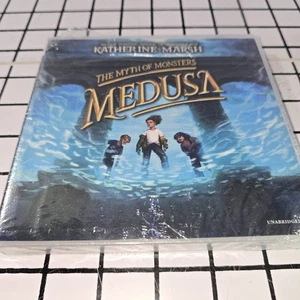 KATHERINE MARSH
THE MYTH OF MONSTERS
MEDUSA
UNABRIDGED